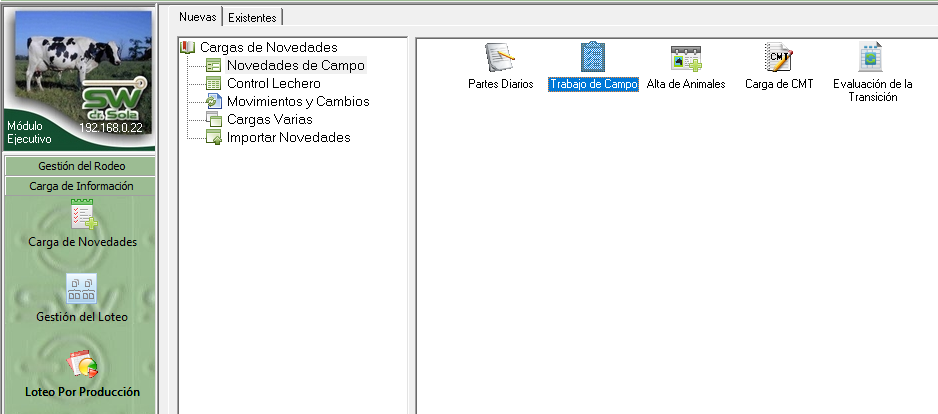 Nuevas
Existentes
SW
dr. Sola
Módulo
Ejecutivo
192.168.0.22
Gestión del Rodeo
Carga de Información
Carga de Novedades
Gestión del Loteo
Loteo Por Producción
Cargas de Novedades
Novedades de Campo
Control Lechero
Movimientos y Cambios
Cargas Varias
Importar Novedades
Partes Diarios
Trabajo de Campo
Alta de Animales
CMT
Carga de CMT
Evaluación de la
Transición